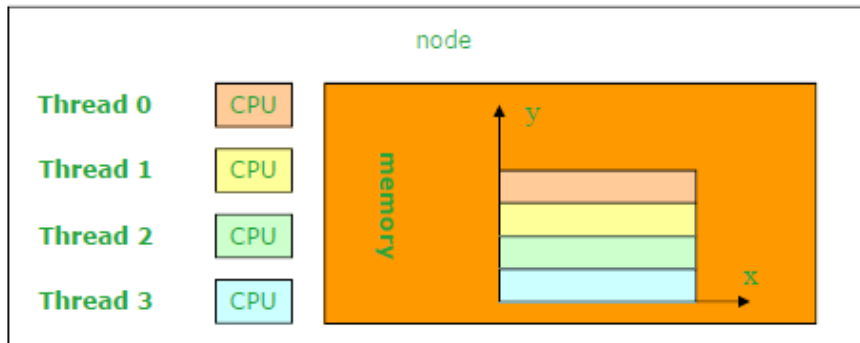 node
Thread 0 CPU
Thread 1 CPU
Thread 2 CPU
Thread 3 CPU
memory
y
x